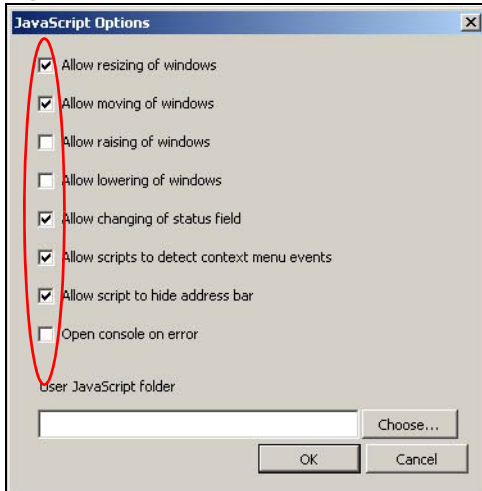 JavaScript Options
Allow resizing of windows
Allow moving of windows
Allow raising of windows
Allow lowering of windows
Allow changing of status field
Allow scripts to detect context menu events
Allow script to hide address bar
Open console on error
User JavaScript folder
Choose...
OK Cancel